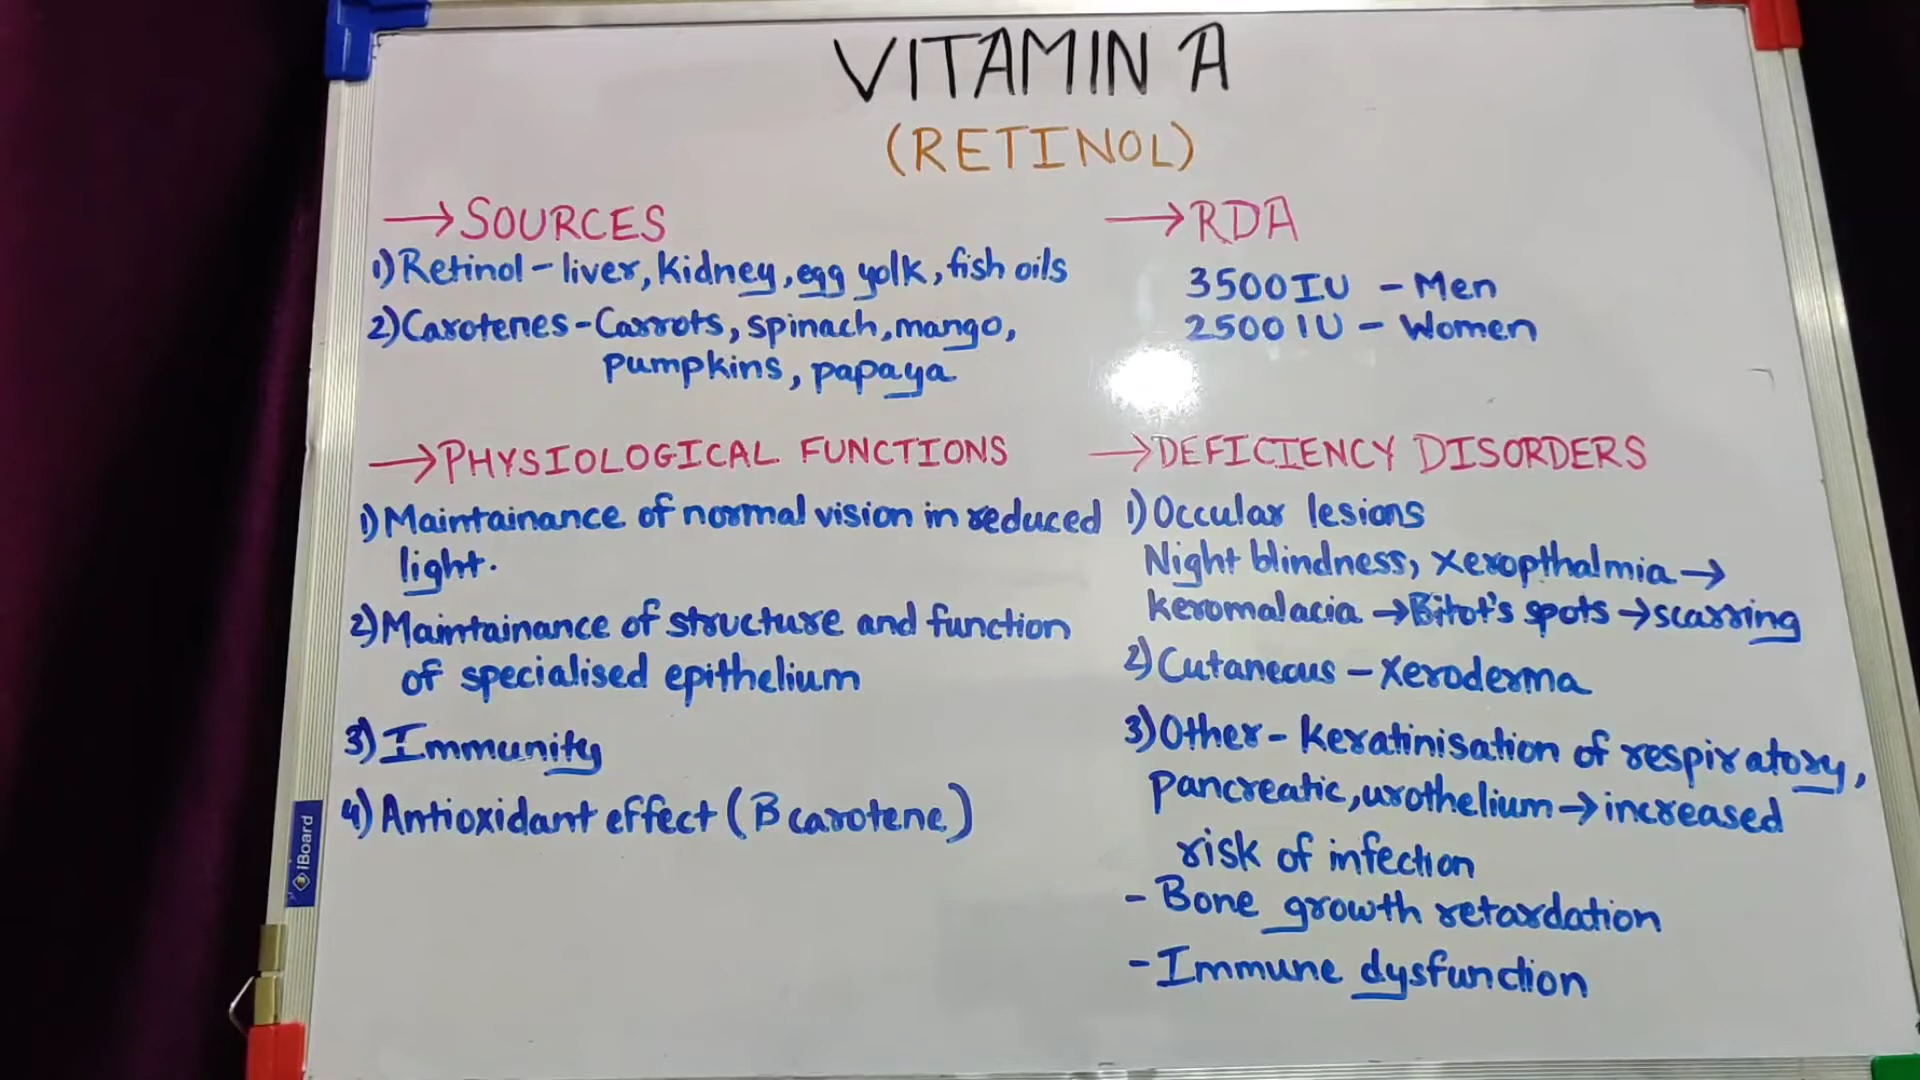 VITAMIN A
(RETINOL)
→ SOURCES
1) Retinol - liver, kidney, egg yolk, fish oils
2) Carotenes - Carrots, spinach, mango,
pumpkins, papaya
→ RDA
3500 IU - Men
2500 IU - Women
→ PHYSIOLOGICAL FUNCTIONS
1) Maintainance of normal vision in reduced
light.
2) Maintainance of structure and function
of specialised epithelium
3) Immunity
4) Antioxidant effect (B carotene)
→ DEFICIENCY DISORDERS
1) Occular lesions
Night blindness, xeropthalmia →
keromalacia → Bitot's spots → scarring
2) Cutaneous - Xeroderma
3) Other - Keratinisation of respiratory,
pancreatic, urothelium → increased
risk of infection
- Bone growth retardation
- Immune dysfunction
iBoard